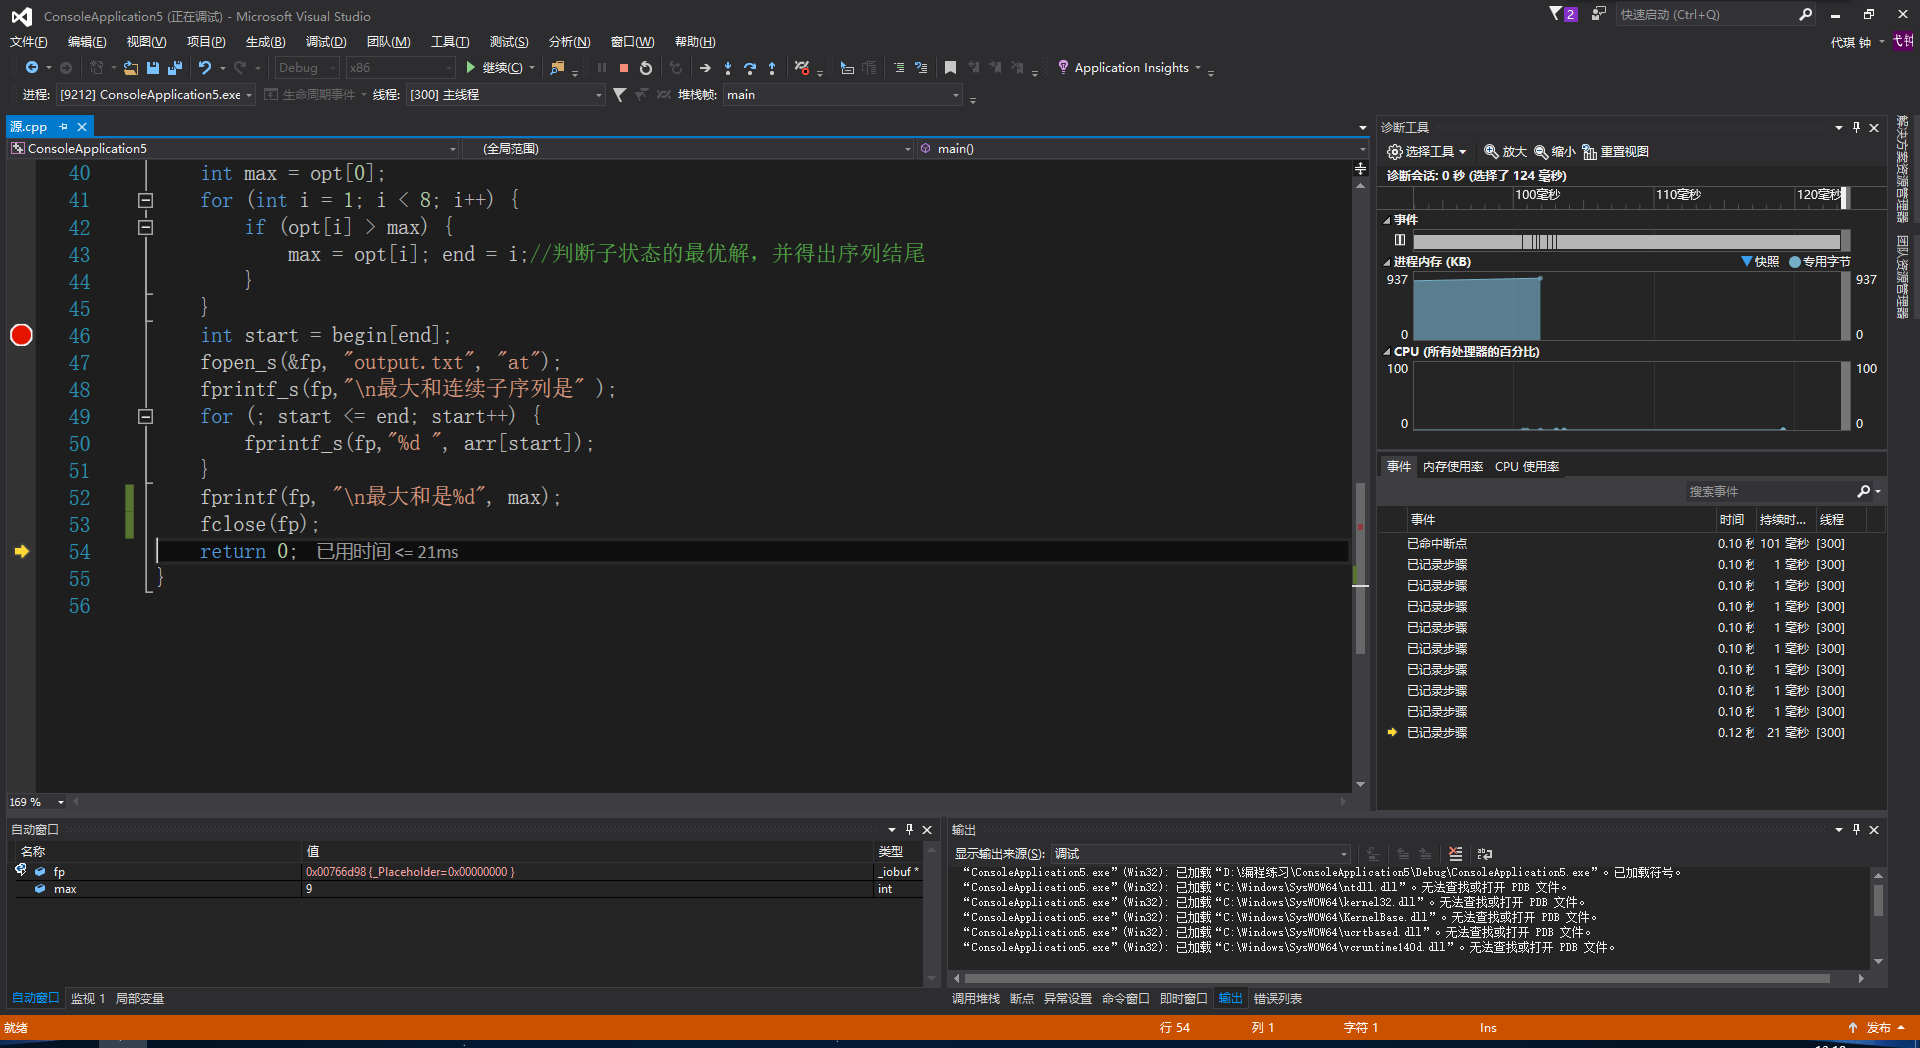 ConsoleApplication5 (正在调试) - Microsoft Visual Studio
2
快速启动 (Ctrl+Q)
文件(F) 编辑(E) 视图(V) 项目(P) 生成(B) 调试(D) 团队(M) 工具(T) 测试(S) 分析(N) 窗口(W) 帮助(H)
代琪 钟
代钟
Debug x86 继续(C) Application Insights
进程: [9212] ConsoleApplication5.exe 生命周期事件 线程: [300] 主线程 堆栈帧: main
源.cpp
ConsoleApplication5 (全局范围) main()
40 int max = opt[0];
41 for (int i = 1; i < 8; i++) {
42 if (opt[i] > max) {
43 max = opt[i]; end = i;//判断子状态的最优解，并得出序列结尾
44 }
45 }
46 int start = begin[end];
47 fopen_s(&fp, "output.txt", "at");
48 fprintf_s(fp,"\n最大和连续子序列是" );
49 for (; start <= end; start++) {
50 fprintf_s(fp,"%d ", arr[start]);
51 }
52 fprintf(fp, "\n最大和是%d", max);
53 fclose(fp);
54 return 0; 已用时间 <= 21ms
55 }
56
169 %
诊断工具
选择工具 放大 缩小 重置视图
诊断会话: 0 秒 (选择了 124 毫秒)
100毫秒 110毫秒 120毫秒
事件
进程内存 (KB) 快照 专用字节
937 937
0 0
CPU (所有处理器的百分比)
100 100
0 0
事件 内存使用率 CPU 使用率
搜索事件
事件 时间 持续时... 线程
已命中断点 0.10 秒 101 毫秒 [300]
已记录步骤 0.10 秒 1 毫秒 [300]
已记录步骤 0.10 秒 1 毫秒 [300]
已记录步骤 0.10 秒 1 毫秒 [300]
已记录步骤 0.10 秒 1 毫秒 [300]
已记录步骤 0.10 秒 1 毫秒 [300]
已记录步骤 0.10 秒 1 毫秒 [300]
已记录步骤 0.10 秒 1 毫秒 [300]
已记录步骤 0.10 秒 1 毫秒 [300]
已记录步骤 0.12 秒 21 毫秒 [300]
解决方案资源管理器
团队资源管理器
自动窗口
名称 值 类型
fp 0x00766d98 {_Placeholder=0x00000000 } _iobuf *
max 9 int
自动窗口 监视 1 局部变量
输出
显示输出来源(S): 调试
“ConsoleApplication5.exe”(Win32): 已加载“D:\编程练习\ConsoleApplication5\Debug\ConsoleApplication5.exe”。已加载符号。
“ConsoleApplication5.exe”(Win32): 已加载“C:\Windows\SysWOW64\ntdll.dll”。无法查找或打开 PDB 文件。
“ConsoleApplication5.exe”(Win32): 已加载“C:\Windows\SysWOW64\kernel32.dll”。无法查找或打开 PDB 文件。
“ConsoleApplication5.exe”(Win32): 已加载“C:\Windows\SysWOW64\KernelBase.dll”。无法查找或打开 PDB 文件。
“ConsoleApplication5.exe”(Win32): 已加载“C:\Windows\SysWOW64\ucrtbased.dll”。无法查找或打开 PDB 文件。
“ConsoleApplication5.exe”(Win32): 已加载“C:\Windows\SysWOW64\vcruntime140d.dll”。无法查找或打开 PDB 文件。
调用堆栈 断点 异常设置 命令窗口 即时窗口 输出 错误列表
就绪 行 54 列 1 字符 1 Ins 发布